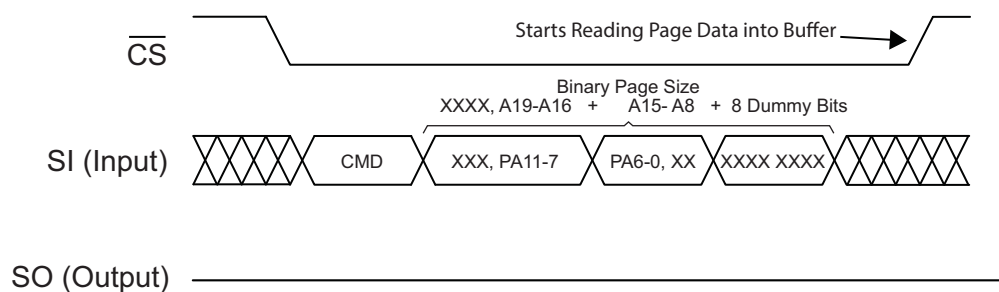 Starts Reading Page Data into Buffer
CS
Binary Page Size
XXXX, A19-A16 + A15- A8 + 8 Dummy Bits
SI (Input) CMD XXX, PA11-7 PA6-0, XX XXXX XXXX
SO (Output)